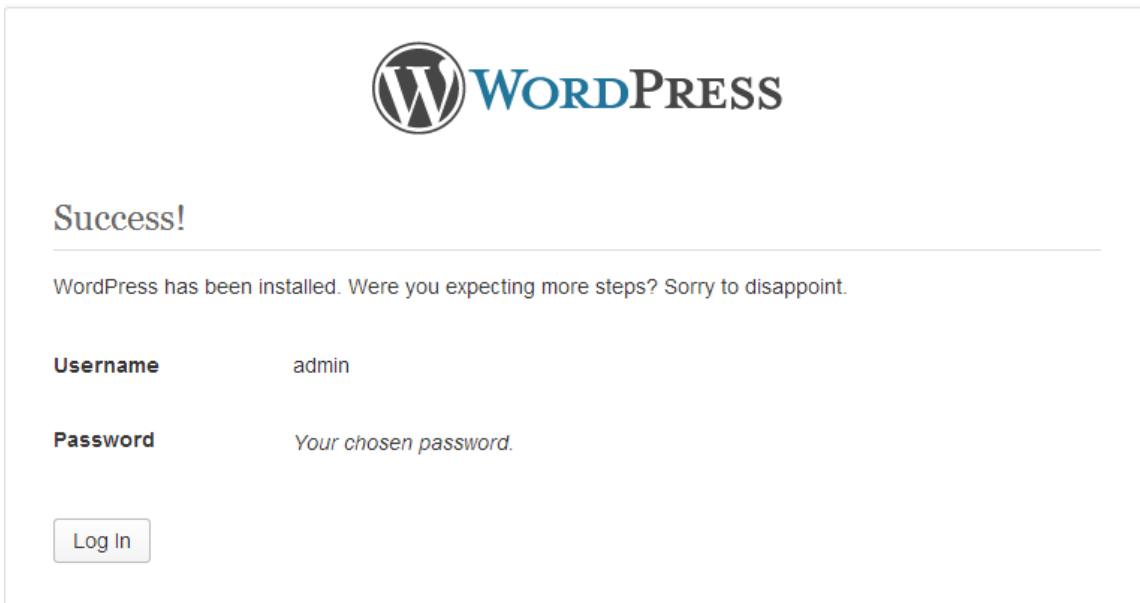 WORDPRESS
Success!
WordPress has been installed. Were you expecting more steps? Sorry to disappoint.
Username admin
Password Your chosen password.
Log In